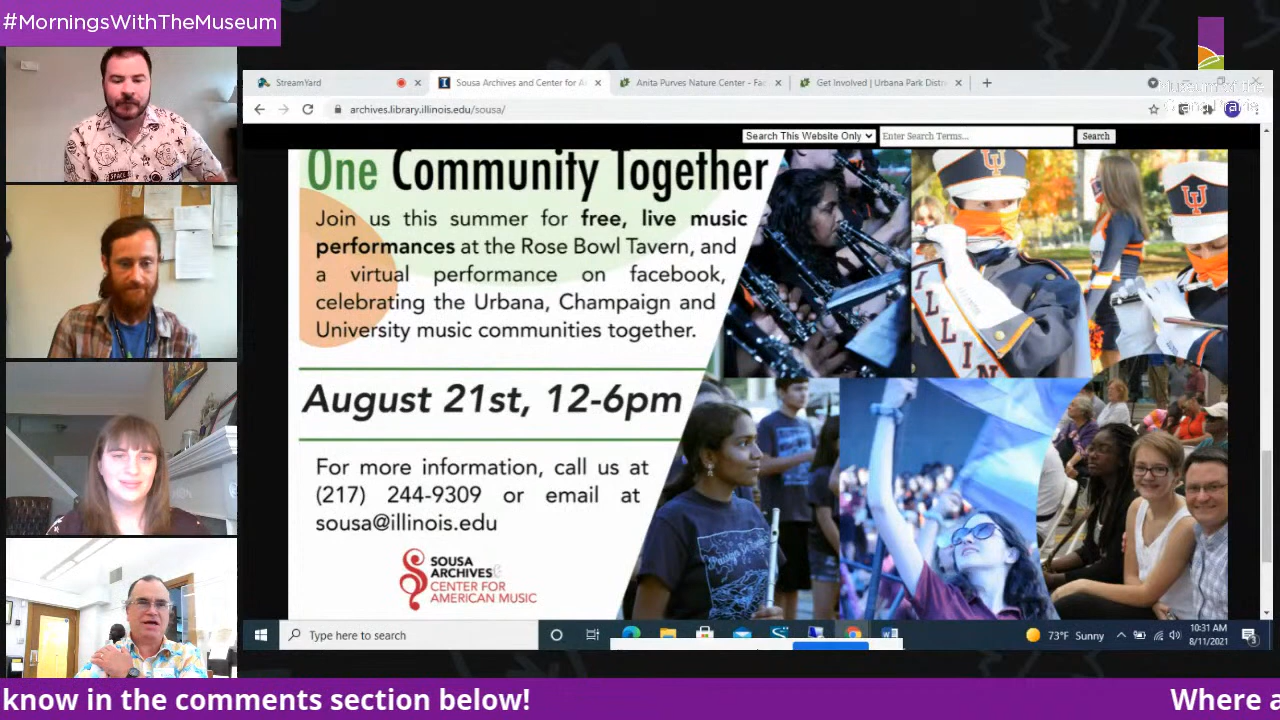 #MorningsWithTheMuseum
StreamYard
Sousa Archives and Center for A
Anita Purves Nature Center - Fac
Get Involved | Urbana Park Distri
archives.library.illinois.edu/sousa/
Search This Website Only
Enter Search Terms...
Search
One Community Together
Join us this summer for free, live music
performances at the Rose Bowl Tavern, and
a virtual performance on facebook,
celebrating the Urbana, Champaign and
University music communities together.
August 21st, 12-6pm
For more information, call us at
(217) 244-9309 or email at
sousa@illinois.edu
SOUSA
ARCHIVES
CENTER FOR
AMERICAN MUSIC
SPACE
ILLIN
Type here to search
73°F Sunny
10:31 AM
8/11/2021
3
know in the comments section below!
Where a